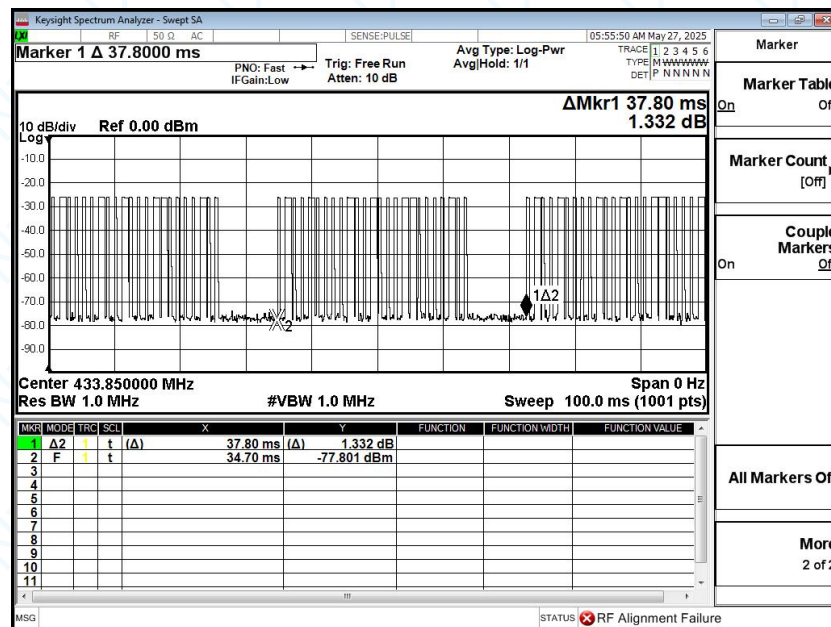 Keysight Spectrum Analyzer - Swept SA
LXI RF 50 Ω AC SENSE:PULSE 05:55:50 AM May 27, 2025
Marker 1 Δ 37.8000 ms
PNO: Fast
IFGain:Low
Trig: Free Run
Atten: 10 dB
Avg Type: Log-Pwr
Avg|Hold: 1/1
TRACE 1 2 3 4 5 6
TYPE M WWWWW
DET P N N N N N
ΔMkr1 37.80 ms
1.332 dB
10 dB/div Ref 0.00 dBm
Log
-10.0
-20.0
-30.0
-40.0
-50.0
-60.0
-70.0
-80.0
-90.0
1Δ2
2
Center 433.850000 MHz Span 0 Hz
Res BW 1.0 MHz #VBW 1.0 MHz Sweep 100.0 ms (1001 pts)
MKR MODE TRC SCL X Y FUNCTION FUNCTION WIDTH FUNCTION VALUE
1 Δ2 1 t (Δ) 37.80 ms (Δ) 1.332 dB
2 F 1 t 34.70 ms -77.801 dBm
3
4
5
6
7
8
9
10
11
MSG STATUS RF Alignment Failure
Marker
Marker Table
On Of
Marker Count
[Off]
Couple
Markers
On Of
All Markers Of
More
2 of 2